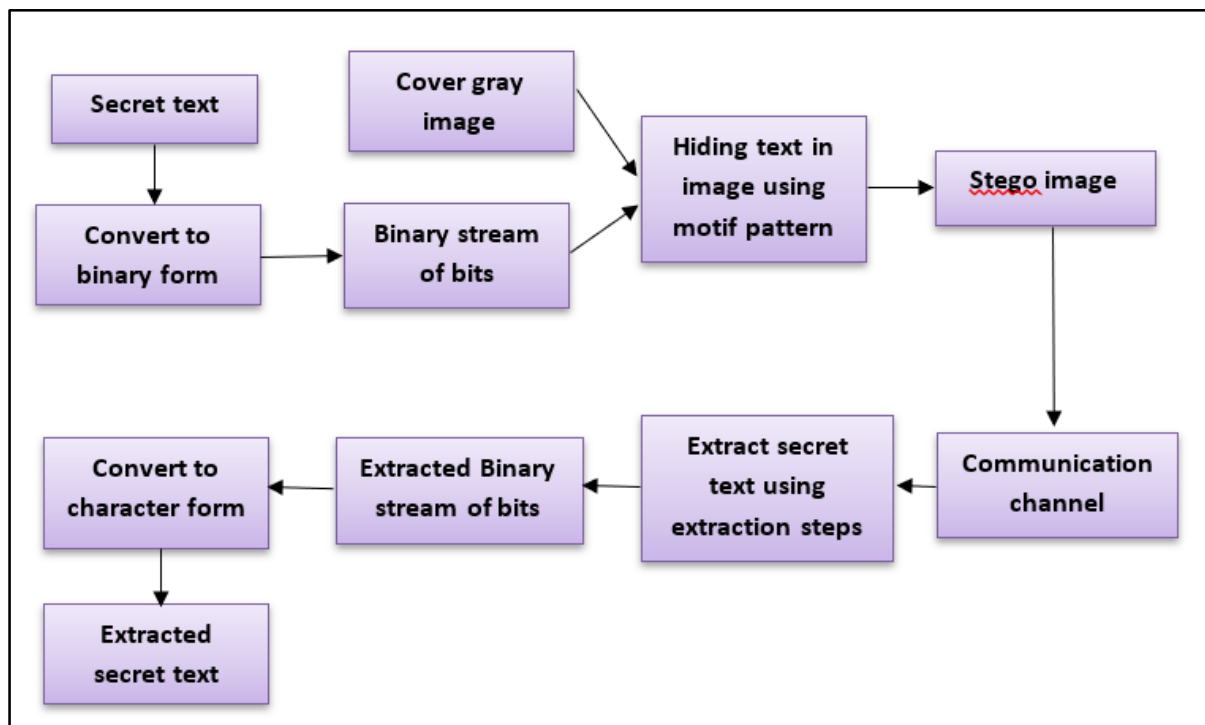 Secret text
Cover gray
image
Hiding text in
image using
motif pattern
Stego image
Convert to
binary form
Binary stream
of bits
Communication
channel
Extract secret
text using
extraction steps
Extracted Binary
stream of bits
Convert to
character form
Extracted
secret text